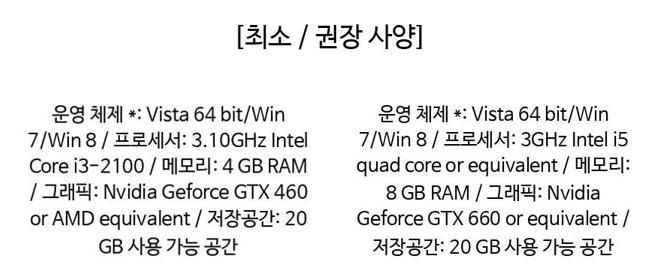 [최소 / 권장 사양]
운영 체제 *: Vista 64 bit/Win
7/Win 8 / 프로세서: 3.10GHz Intel
Core i3-2100 / 메모리: 4 GB RAM
/ 그래픽: Nvidia Geforce GTX 460
or AMD equivalent / 저장공간: 20
GB 사용 가능 공간
운영 체제 *: Vista 64 bit/Win
7/Win 8 / 프로세서: 3GHz Intel i5
quad core or equivalent / 메모리:
8 GB RAM / 그래픽: Nvidia
Geforce GTX 660 or equivalent /
저장공간: 20 GB 사용 가능 공간